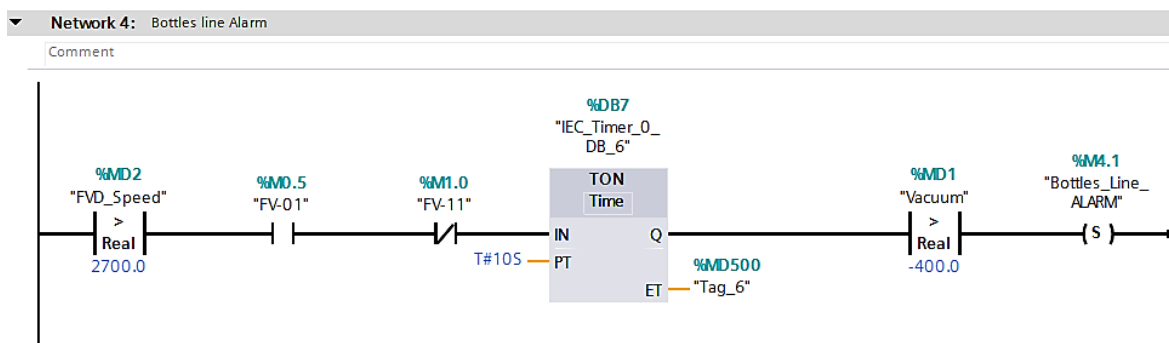 Network 4: Bottles line Alarm
Comment
%DB7
"IEC_Timer_0_
DB_6"
%MD2
"FVD_Speed"
>
Real
2700.0
%M0.5
"FV-01"
%M1.0
"FV-11"
TON
Time
IN
Q
T#10S
PT
ET
%MD500
"Tag_6"
%MD1
"Vacuum"
>
Real
-400.0
%M4.1
"Bottles_Line_
ALARM"
S